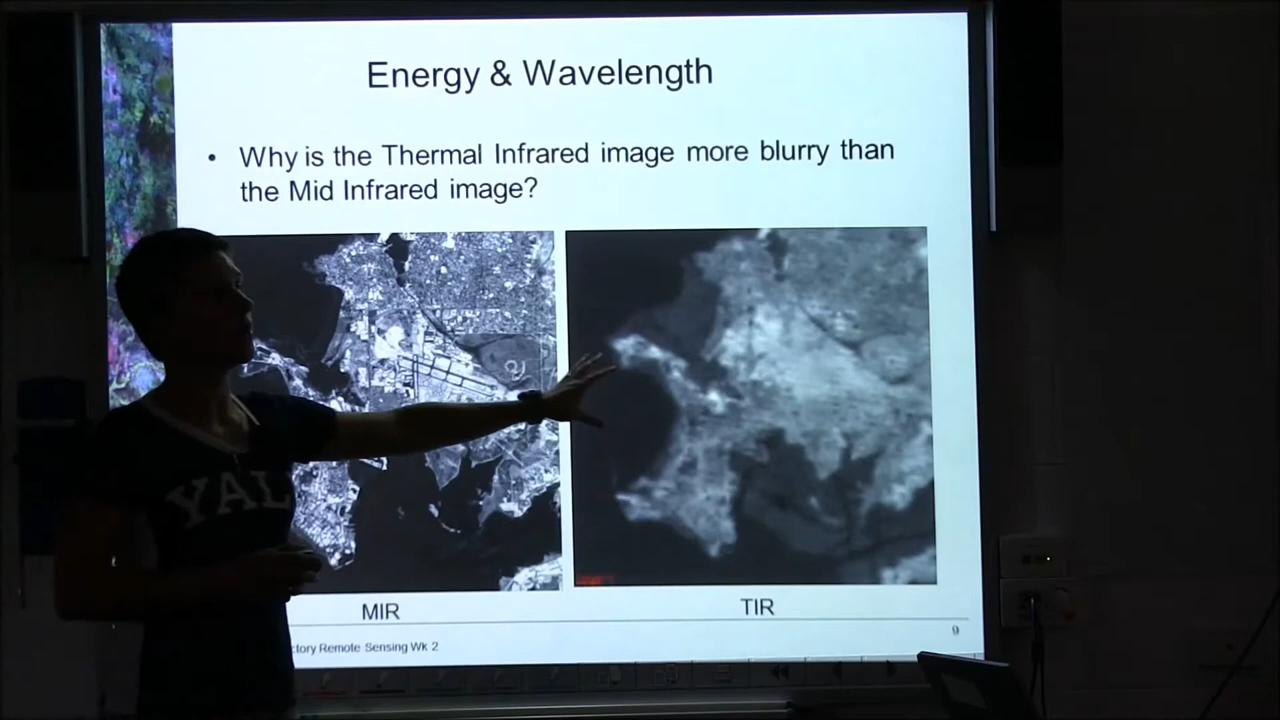 Energy & Wavelength
• Why is the Thermal Infrared image more blurry than
the Mid Infrared image?
YAL
MIR
TIR
ctory Remote Sensing Wk 2
9